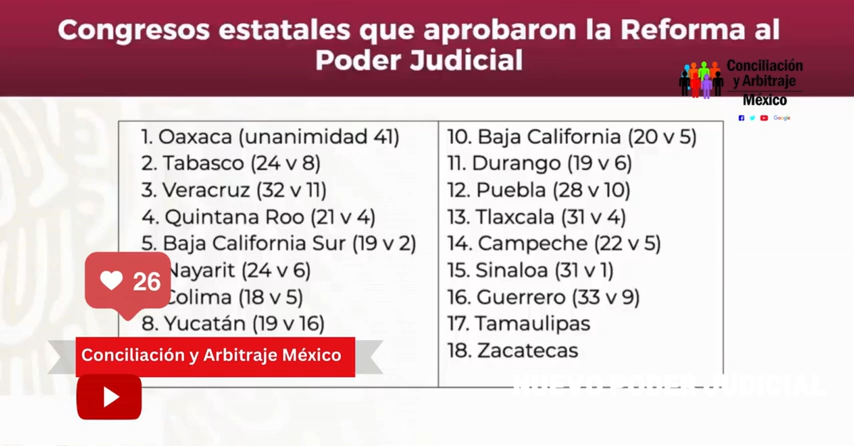 Congresos estatales que aprobaron la Reforma al
Poder Judicial
Conciliación
y Arbitraje
México
Google
1. Oaxaca (unanimidad 41)
2. Tabasco (24 v 8)
3. Veracruz (32 v 11)
4. Quintana Roo (21 v 4)
5. Baja California Sur (19 v 2)
Nayarit (24 v 6)
Colima (18 v 5)
8. Yucatán (19 v 16)
10. Baja California (20 v 5)
11. Durango (19 v 6)
12. Puebla (28 v 10)
13. Tlaxcala (31 v 4)
14. Campeche (22 v 5)
15. Sinaloa (31 v 1)
16. Guerrero (33 v 9)
17. Tamaulipas
18. Zacatecas
26
Conciliación y Arbitraje México
NUEVO PODER JUDICIAL